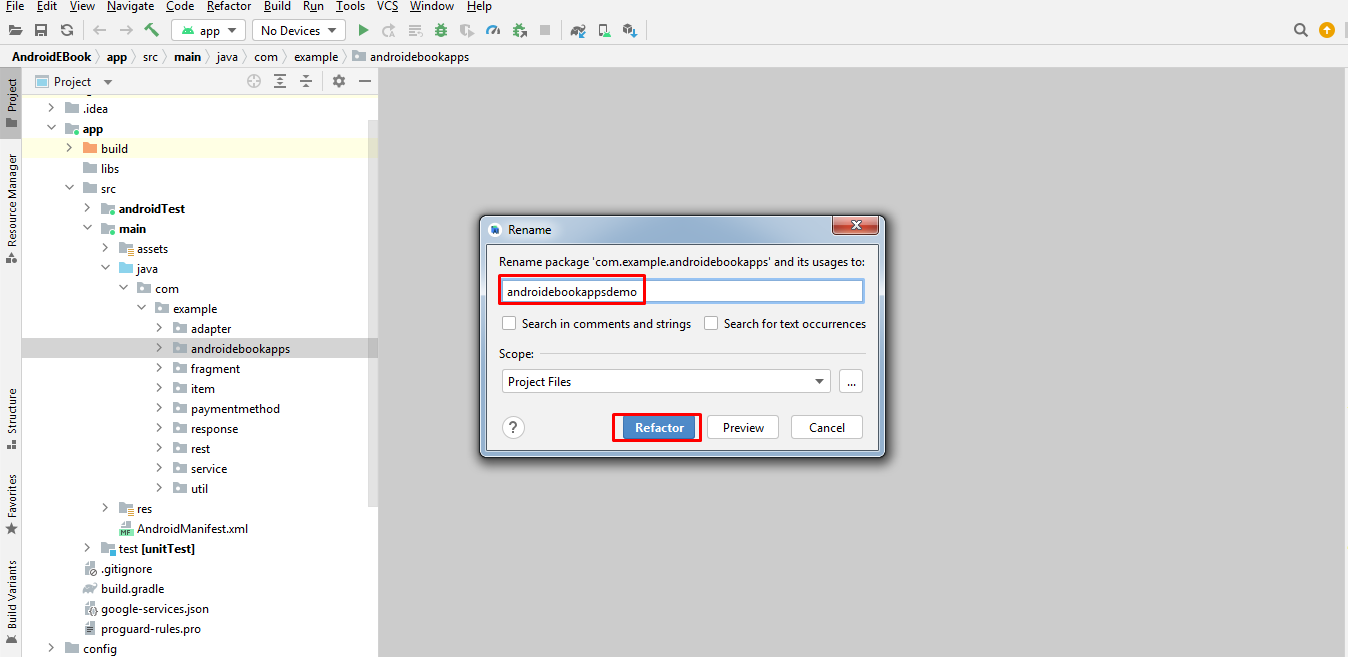 File Edit View Navigate Code Refactor Build Run Tools VCS Window Help
app No Devices
AndroidEBook app src main java com example androidebookapps
Project
Project
Resource Manager
Structure
Favorites
Build Variants
.idea
app
build
libs
src
androidTest
main
assets
java
com
example
adapter
androidebookapps
fragment
item
paymentmethod
response
rest
service
util
res
MF AndroidManifest.xml
test [unitTest]
.gitignore
build.gradle
google-services.json
proguard-rules.pro
config
Rename
Rename package 'com.example.androidebookapps' and its usages to:
androidebookappsdemo
Search in comments and strings Search for text occurrences
Scope:
Project Files ...
? Refactor Preview Cancel